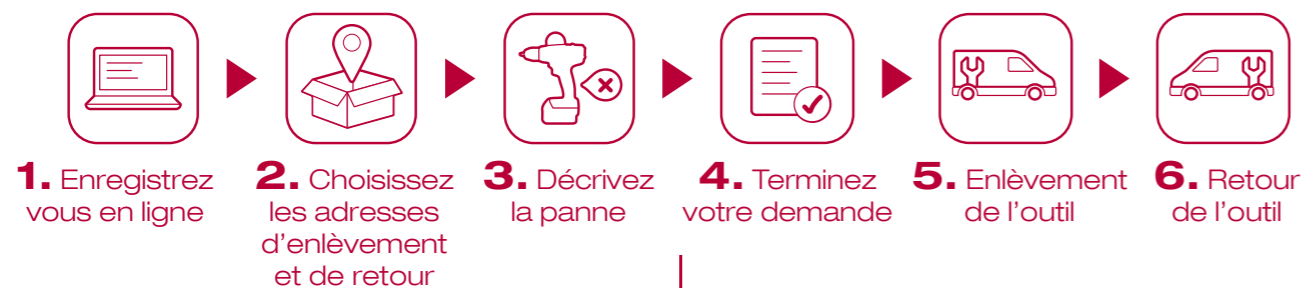 1. Enregistrez
vous en ligne
2. Choisissez
les adresses
d’enlèvement
et de retour
3. Décrivez
la panne
4. Terminez
votre demande
5. Enlèvement
de l’outil
6. Retour
de l’outil